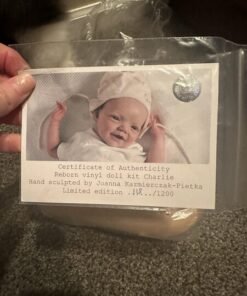 Certificate of Authenticity
Reborn vinyl doll kit Charlie
Hand sculpted by Joanna Kazmierczak-Pietka
Limited edition ...../1200